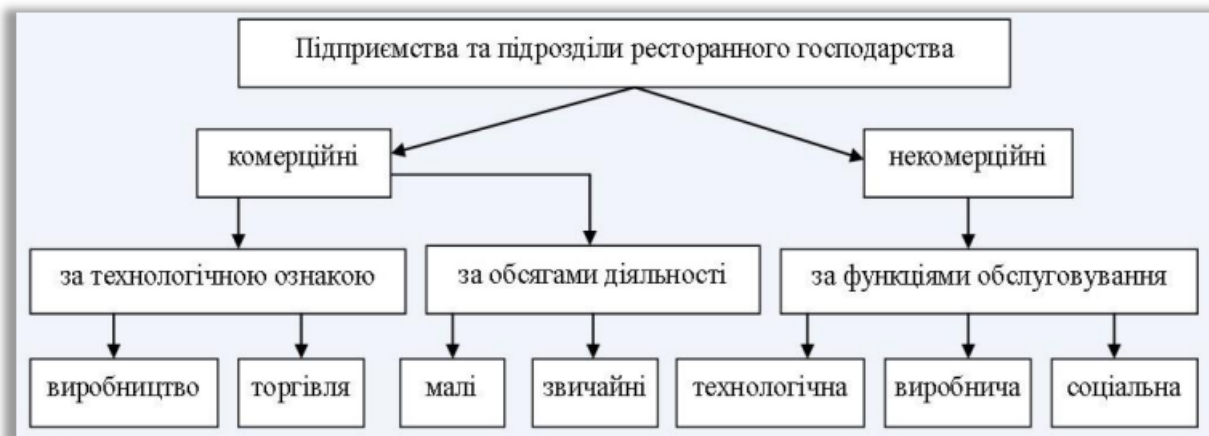 Підприємства та підрозділи ресторанного господарства
комерційні
некомерційні
за технологічною ознакою
за обсягами діяльності
за функціями обслуговування
виробництво
торгівля
малі
звичайні
технологічна
виробнича
соціальна